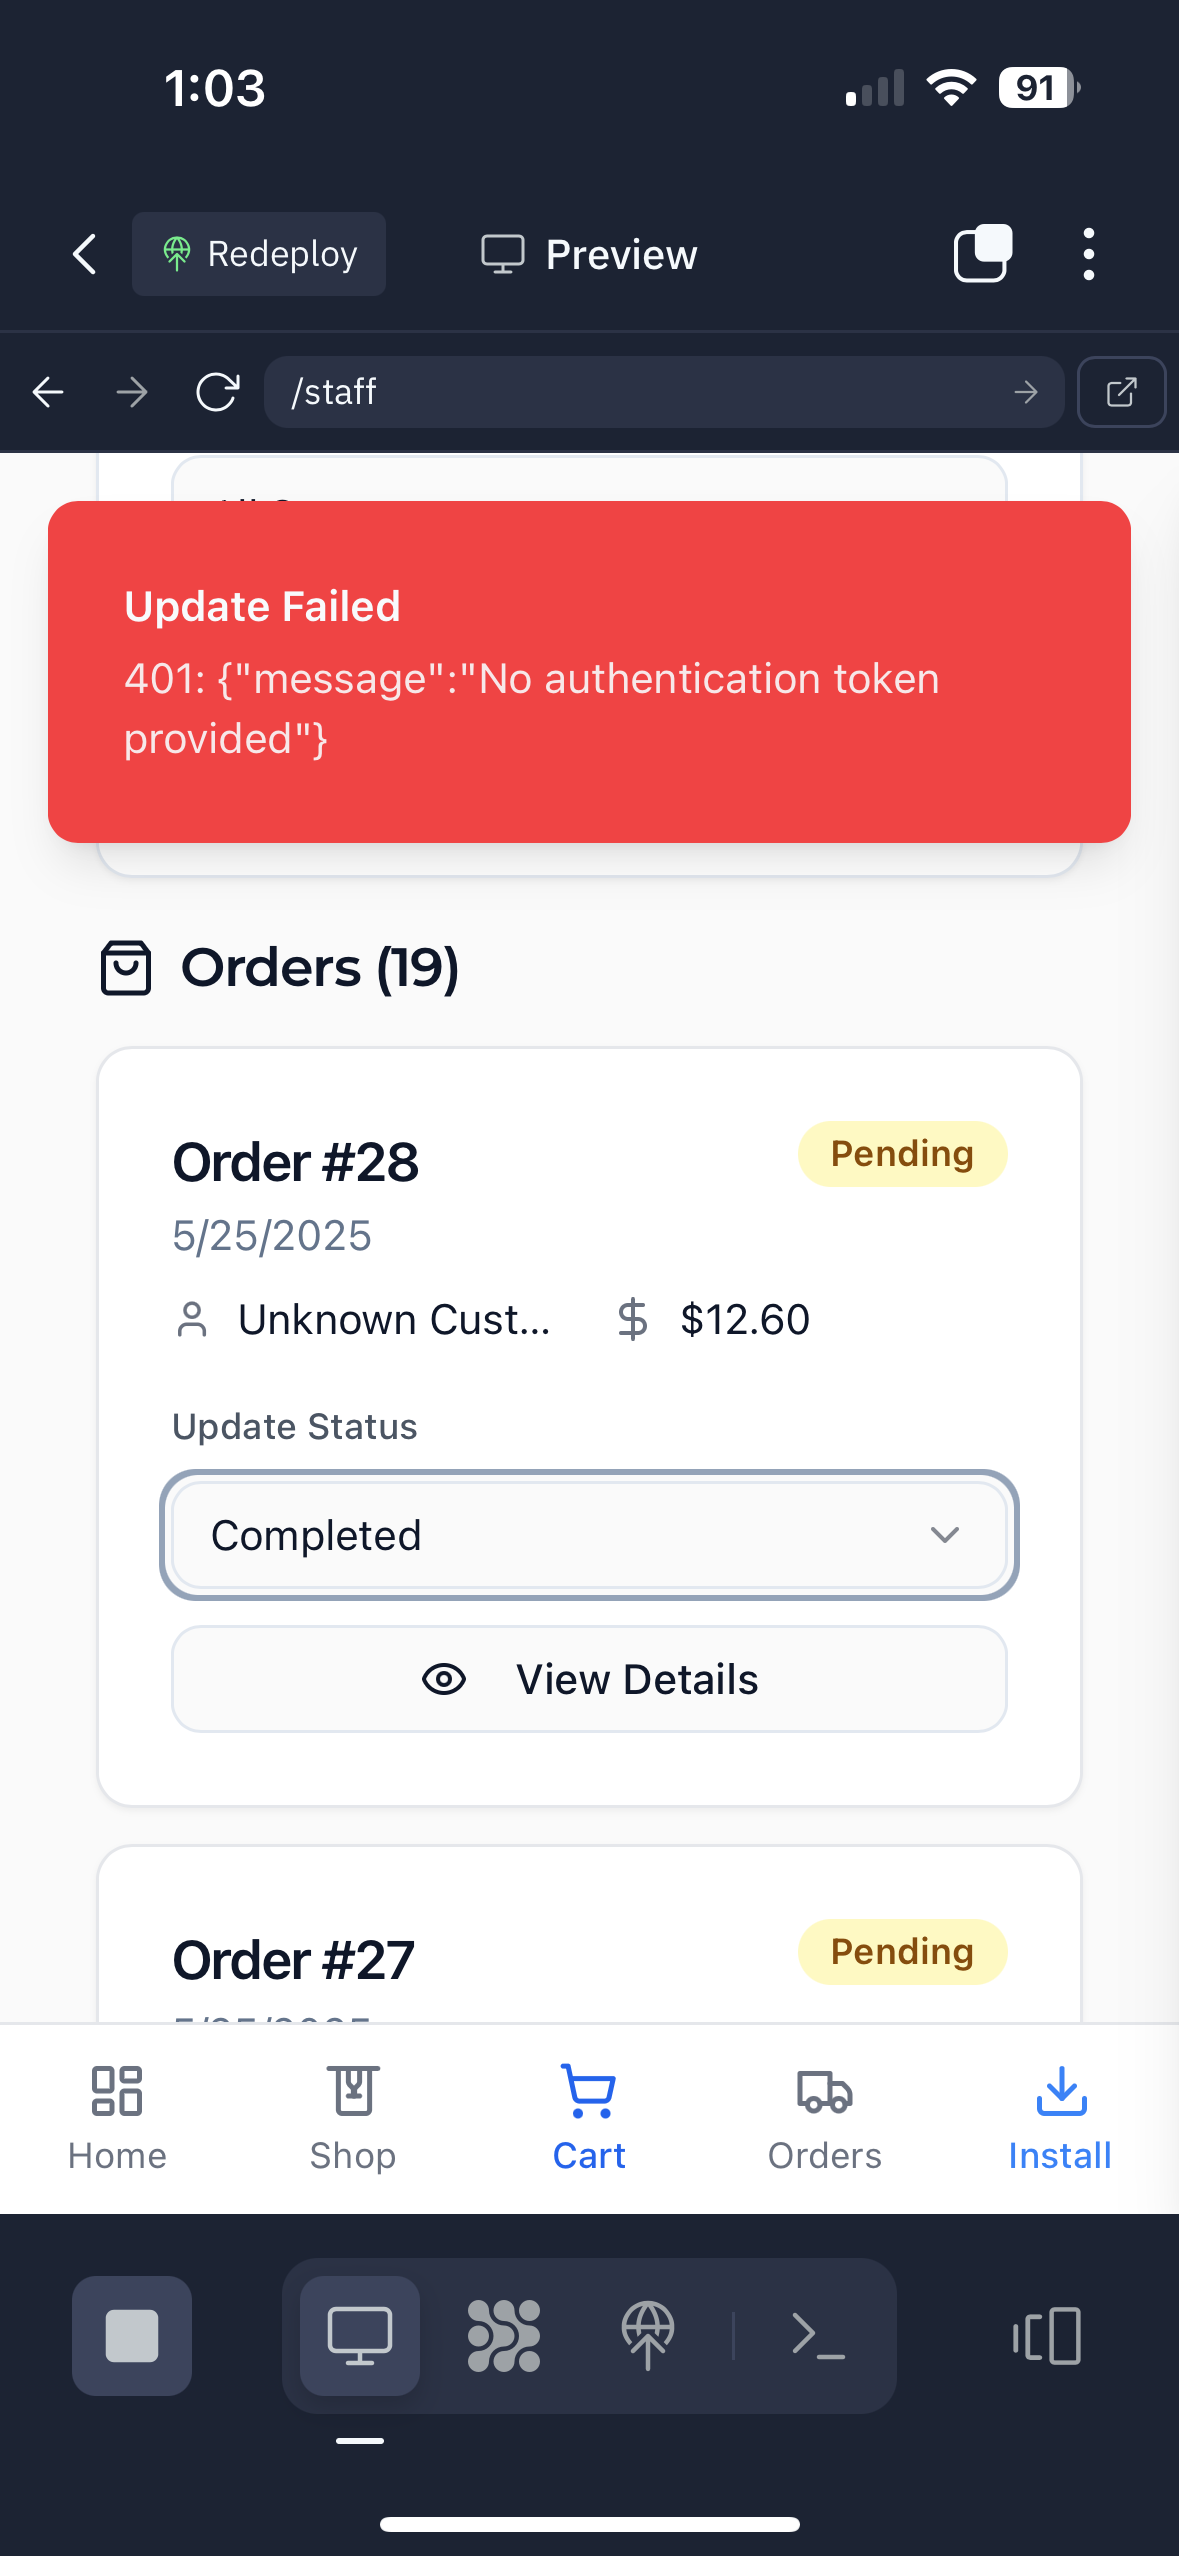 1:03
91
Redeploy
Preview
/staff
Update Failed
401: {"message":"No authentication token
provided"}
Orders (19)
Order #28
Pending
5/25/2025
Unknown Cust...
$12.60
Update Status
Completed
View Details
Order #27
Pending
Home
Shop
Cart
Orders
Install